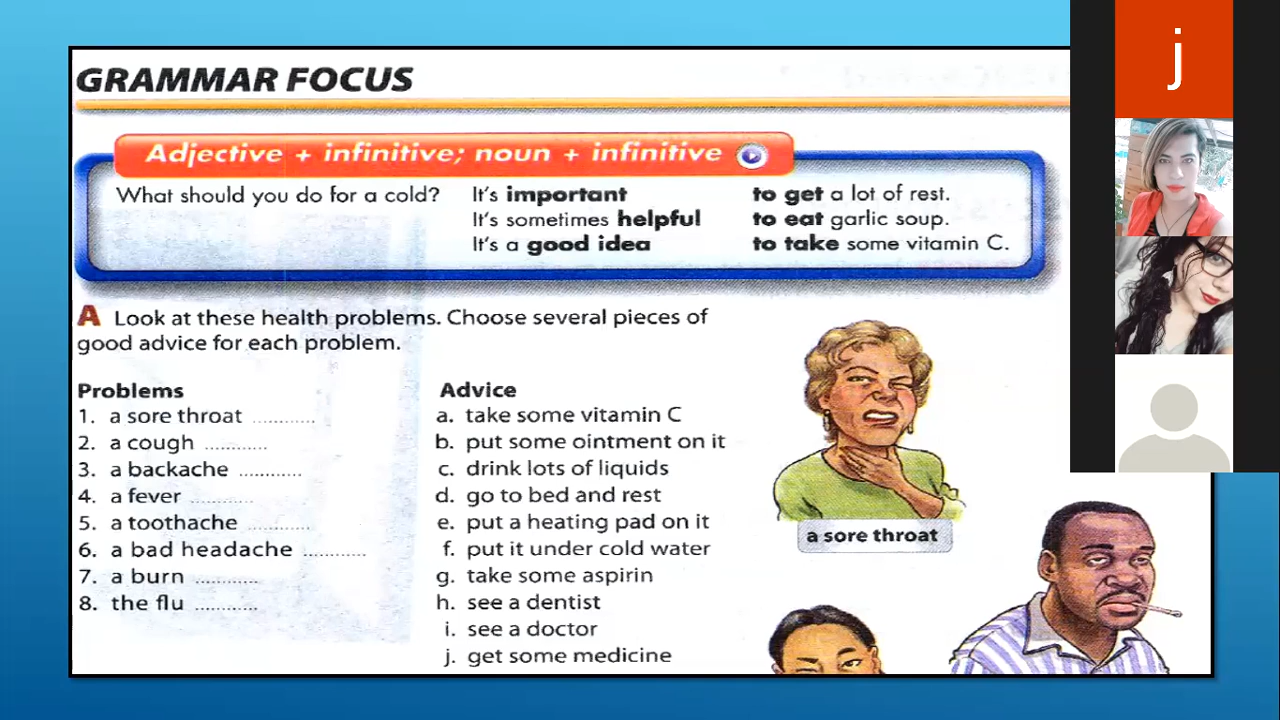 GRAMMAR FOCUS
Adjective + infinitive; noun + infinitive
What should you do for a cold? It's important to get a lot of rest.
It's sometimes helpful to eat garlic soup.
It's a good idea to take some vitamin C.
A Look at these health problems. Choose several pieces of
good advice for each problem.
Problems
1. a sore throat ............
2. a cough ............
3. a backache ............
4. a fever ............
5. a toothache ............
6. a bad headache ............
7. a burn ............
8. the flu ............
Advice
a. take some vitamin C
b. put some ointment on it
c. drink lots of liquids
d. go to bed and rest
e. put a heating pad on it
f. put it under cold water
g. take some aspirin
h. see a dentist
i. see a doctor
j. get some medicine
a sore throat
j